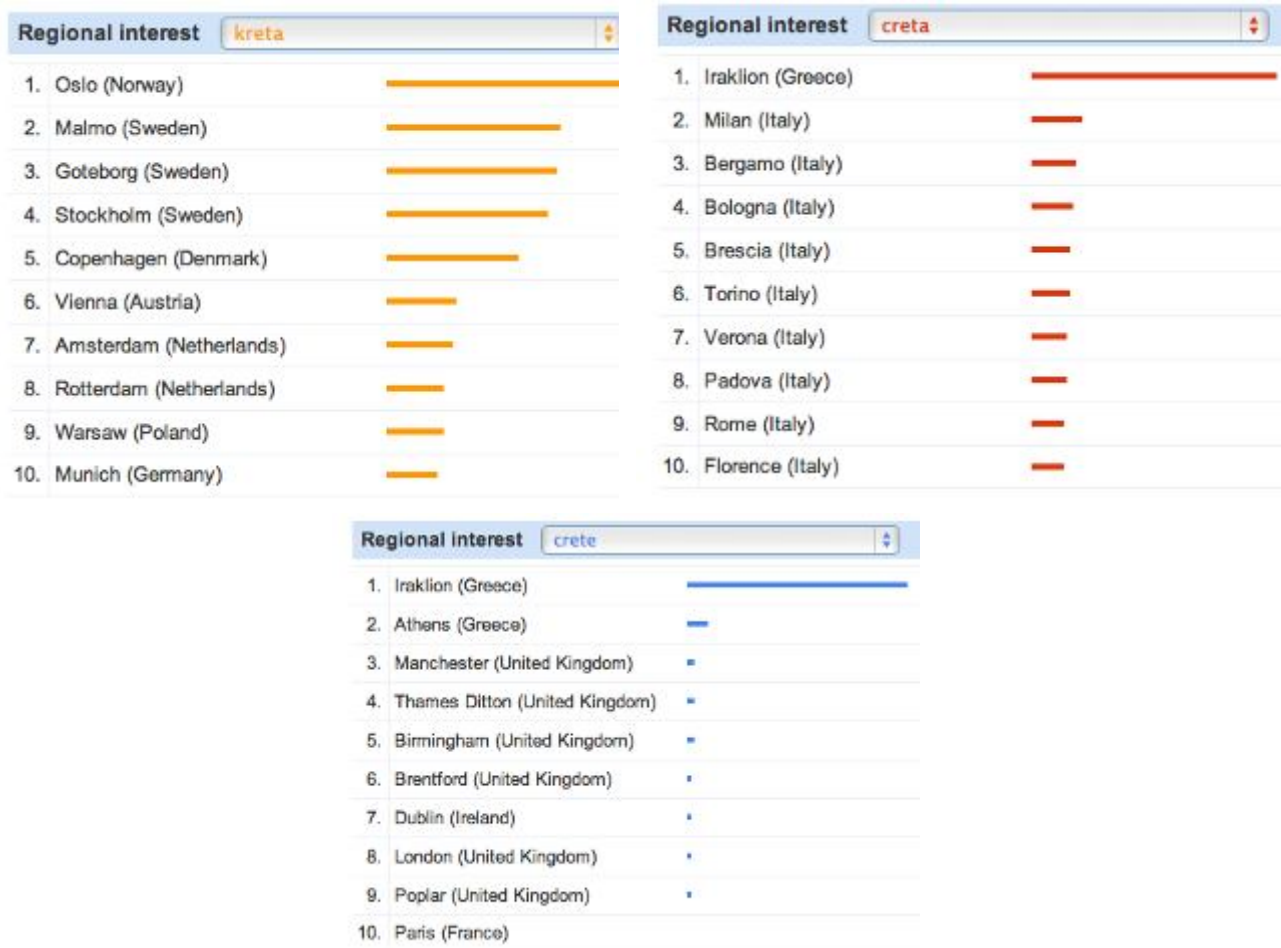 Regional interest kreta
1. Oslo (Norway)
2. Malmo (Sweden)
3. Goteborg (Sweden)
4. Stockholm (Sweden)
5. Copenhagen (Denmark)
6. Vienna (Austria)
7. Amsterdam (Netherlands)
8. Rotterdam (Netherlands)
9. Warsaw (Poland)
10. Munich (Germany)
Regional interest creta
1. Iraklion (Greece)
2. Milan (Italy)
3. Bergamo (Italy)
4. Bologna (Italy)
5. Brescia (Italy)
6. Torino (Italy)
7. Verona (Italy)
8. Padova (Italy)
9. Rome (Italy)
10. Florence (Italy)
Regional interest crete
1. Iraklion (Greece)
2. Athens (Greece)
3. Manchester (United Kingdom)
4. Thames Ditton (United Kingdom)
5. Birmingham (United Kingdom)
6. Brentford (United Kingdom)
7. Dublin (Ireland)
8. London (United Kingdom)
9. Poplar (United Kingdom)
10. Paris (France)